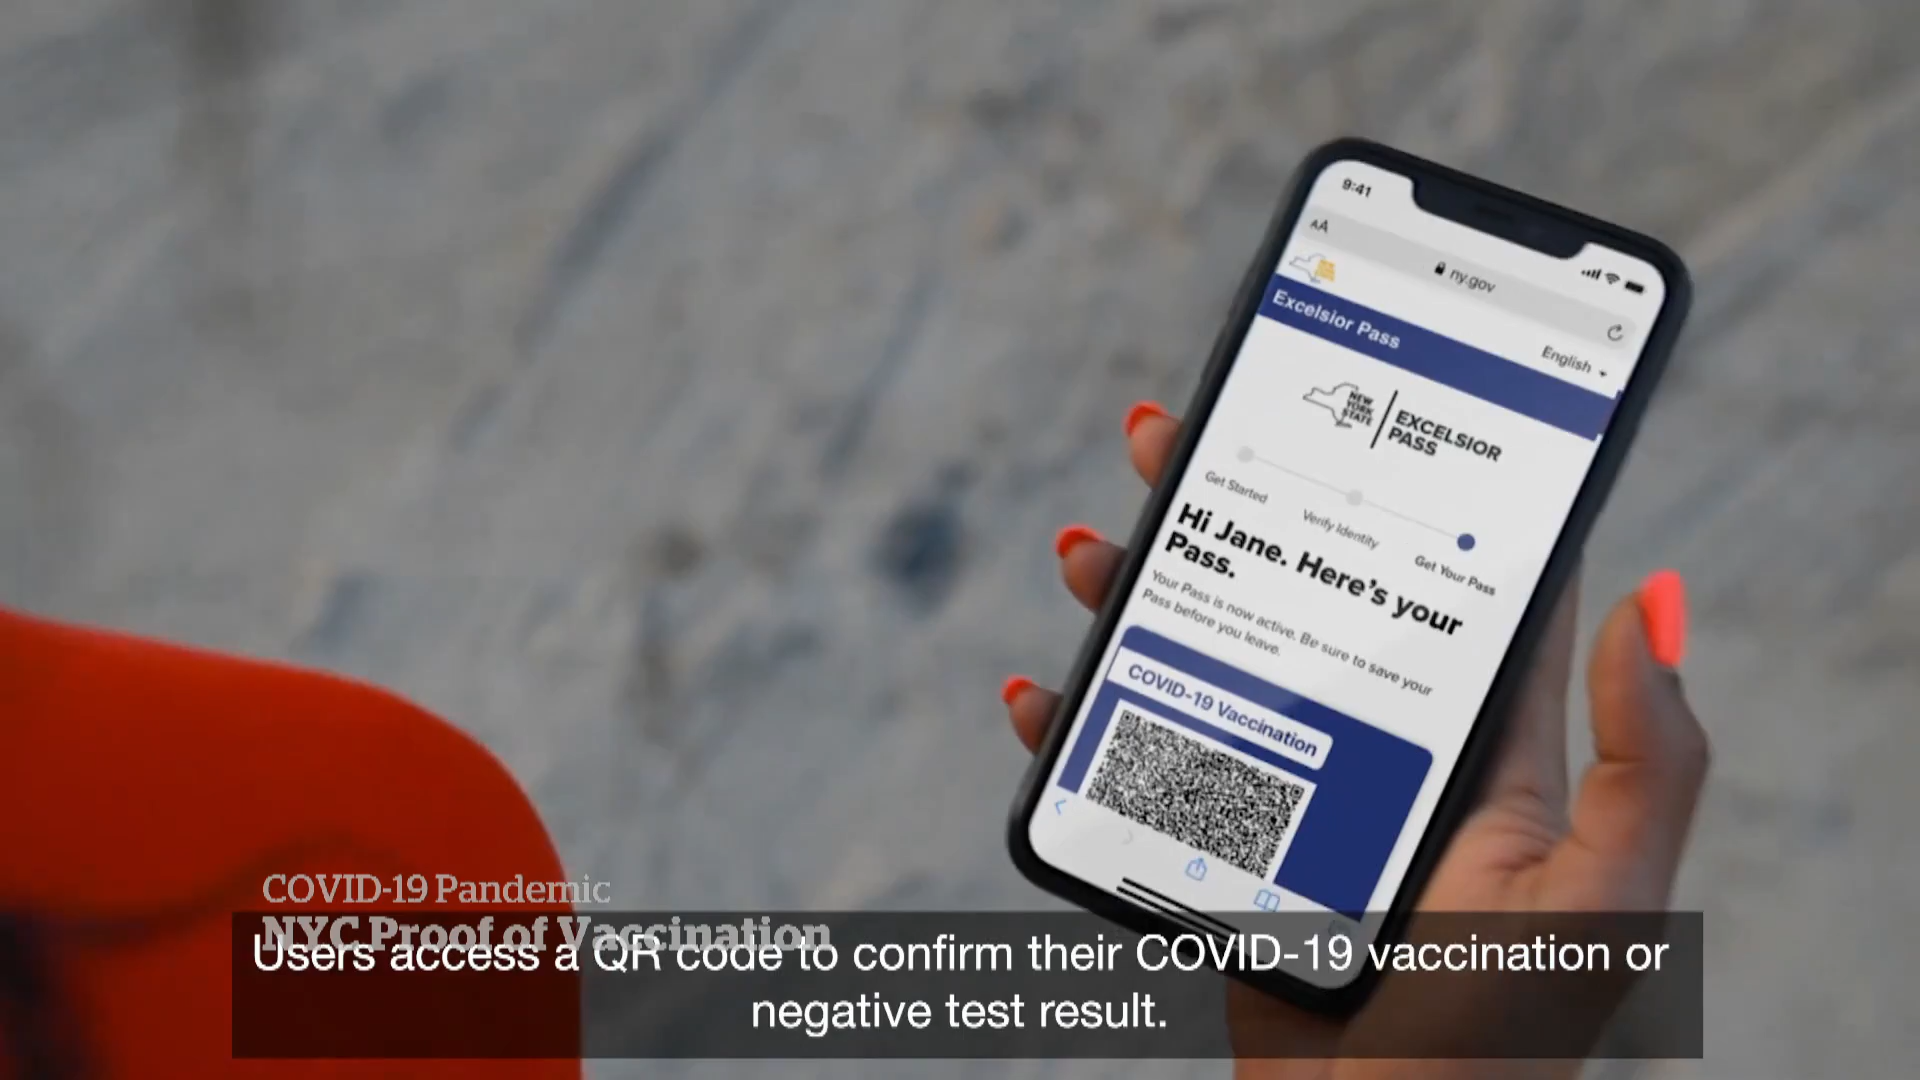 9:41
AA
ny.gov
Excelsior Pass
English
NEW
YORK
STATE
EXCELSIOR
PASS
Get Started
Verify Identity
Get Your Pass
Hi Jane. Here's your
Pass.
Your Pass is now active. Be sure to save your
Pass before you leave.
COVID-19 Vaccination
COVID-19 Pandemic
NYC Proof of Vaccination
Users access a QR code to confirm their COVID-19 vaccination or
negative test result.